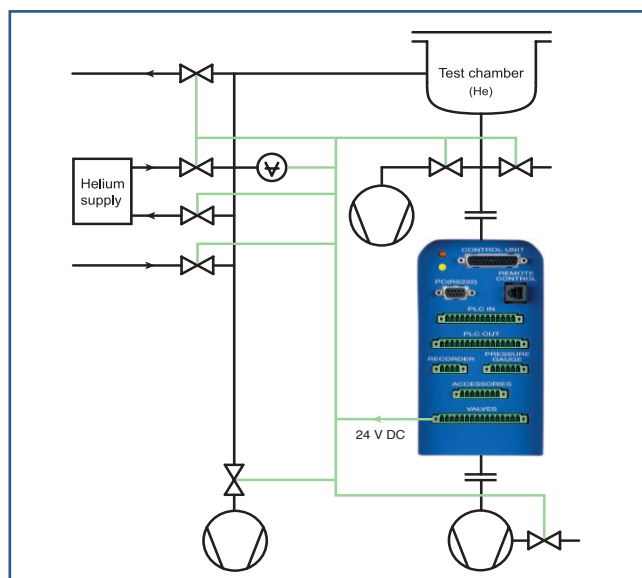 Test chamber
(He)
Helium
supply
CONTROL UNIT
PC(RS232)
REMOTE
CONTROL
PLC IN
PLC OUT
RECORDER
PRESSURE
GAUGE
ACCESSORIES
VALVES
24 V DC